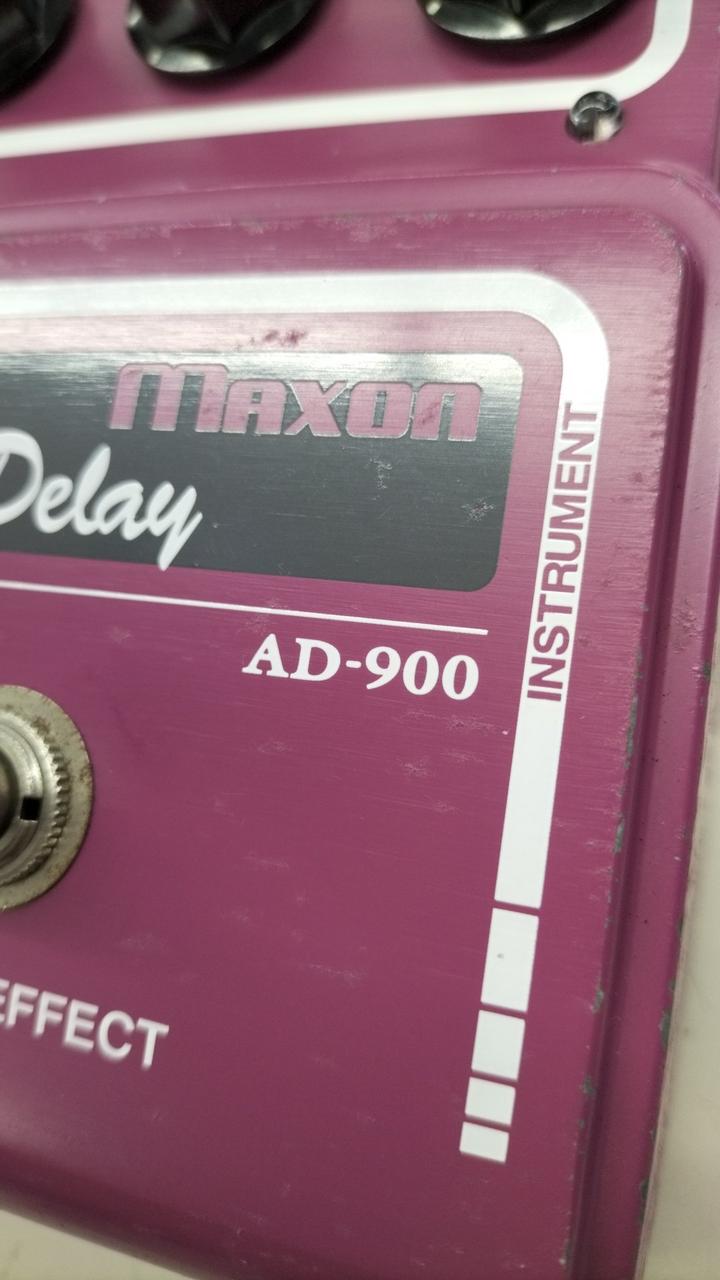 Maxon
Delay
AD-900
INSTRUMENT
EFFECT